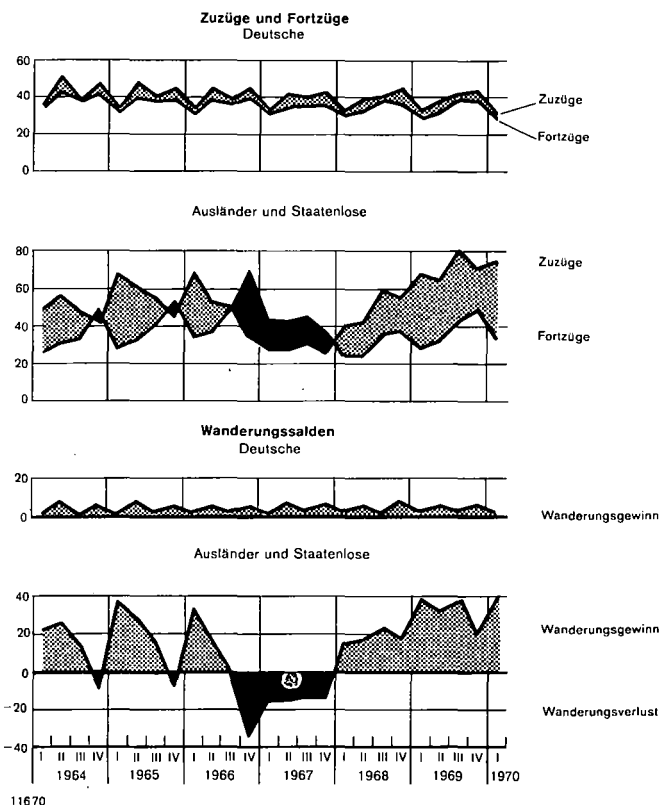 Zuzüge und Fortzüge
Deutsche
60
40
20
0
Zuzüge
Fortzüge
Ausländer und Staatenlose
80
60
40
20
0
Zuzüge
Fortzüge
Wanderungssalden
Deutsche
20
0
Wanderungsgewinn
Ausländer und Staatenlose
40
20
0
-20
-40
Wanderungsgewinn
Wanderungsverlust
I II III IV I II III IV I II III IV I II III IV I II III IV I II III IV I
1964 1965 1966 1967 1968 1969 1970
11670